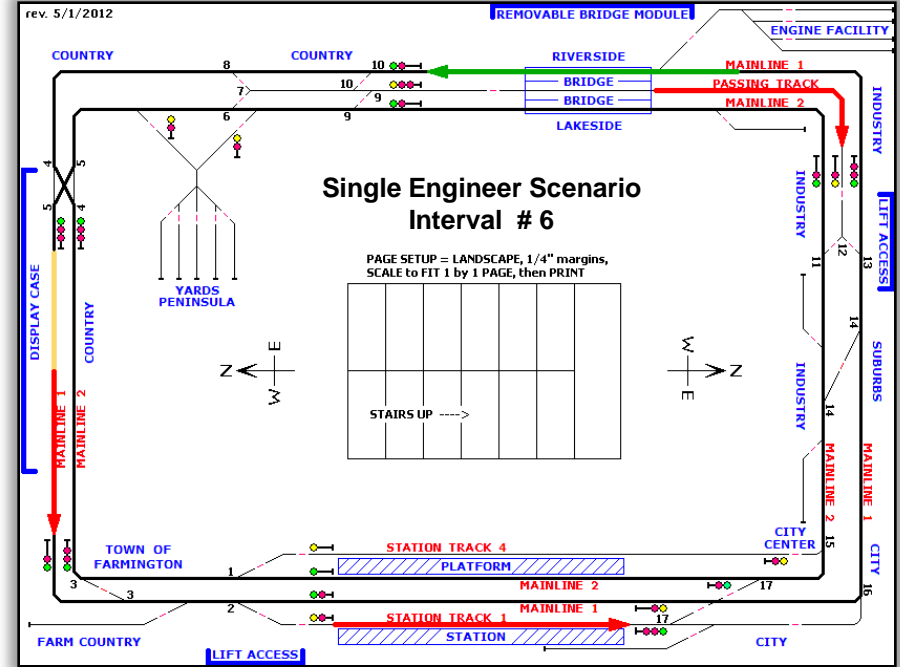 rev. 5/1/2012
REMOVABLE BRIDGE MODULE
ENGINE FACILITY
COUNTRY
COUNTRY
RIVERSIDE
8
10
MAINLINE 1
BRIDGE
PASSING TRACK
7
10
9
BRIDGE
MAINLINE 2
6
9
LAKESIDE
INDUSTRY
4
5
5
4
Single Engineer Scenario
Interval # 6
INDUSTRY
LIFT ACCESS
11
12
13
PAGE SETUP = LANDSCAPE, 1/4" margins,
SCALE to FIT 1 by 1 PAGE, then PRINT
YARDS
PENINSULA
DISPLAY CASE
COUNTRY
14
E
N
W
W
N
E
SUBURBS
INDUSTRY
14
STAIRS UP ---->
MAINLINE 1
MAINLINE 2
MAINLINE 2
MAINLINE 1
CITY
CENTER
15
TOWN OF
FARMINGTON
STATION TRACK 4
PLATFORM
CITY
1
MAINLINE 2
17
16
3
3
2
MAINLINE 1
STATION TRACK 1
17
FARM COUNTRY
STATION
CITY
LIFT ACCESS